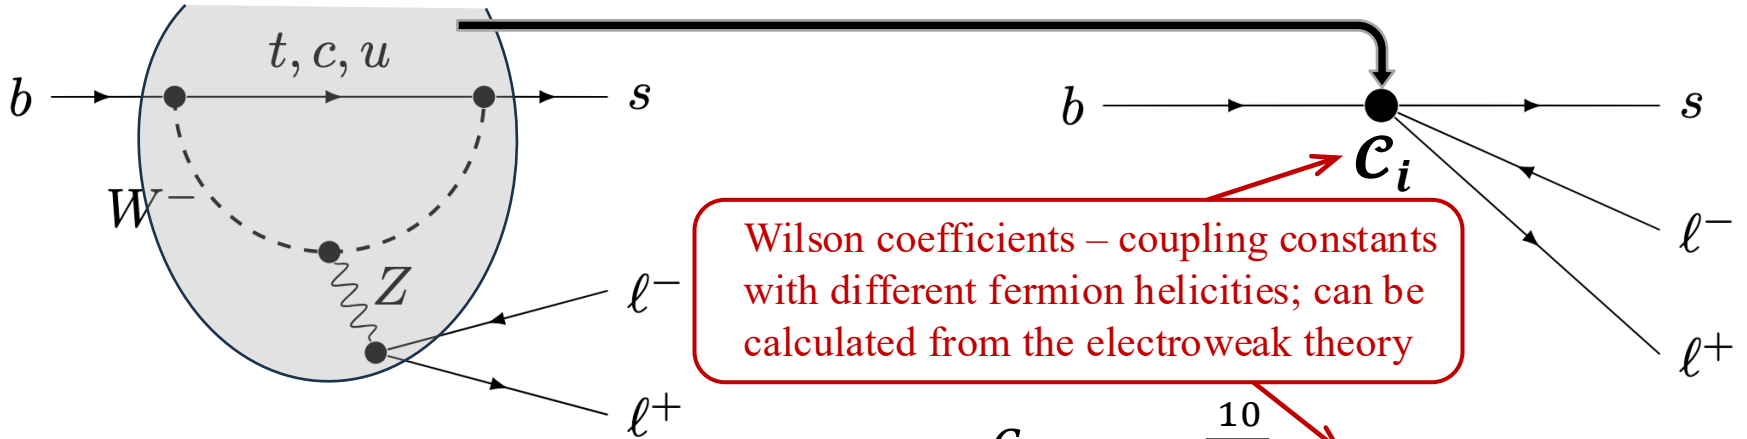 t, c, u
b
s
W⁻
Z
ℓ⁻
ℓ⁺
b
s
𝓒ᵢ
ℓ⁻
ℓ⁺
Wilson coefficients – coupling constants
with different fermion helicities; can be
calculated from the electroweak theory
10